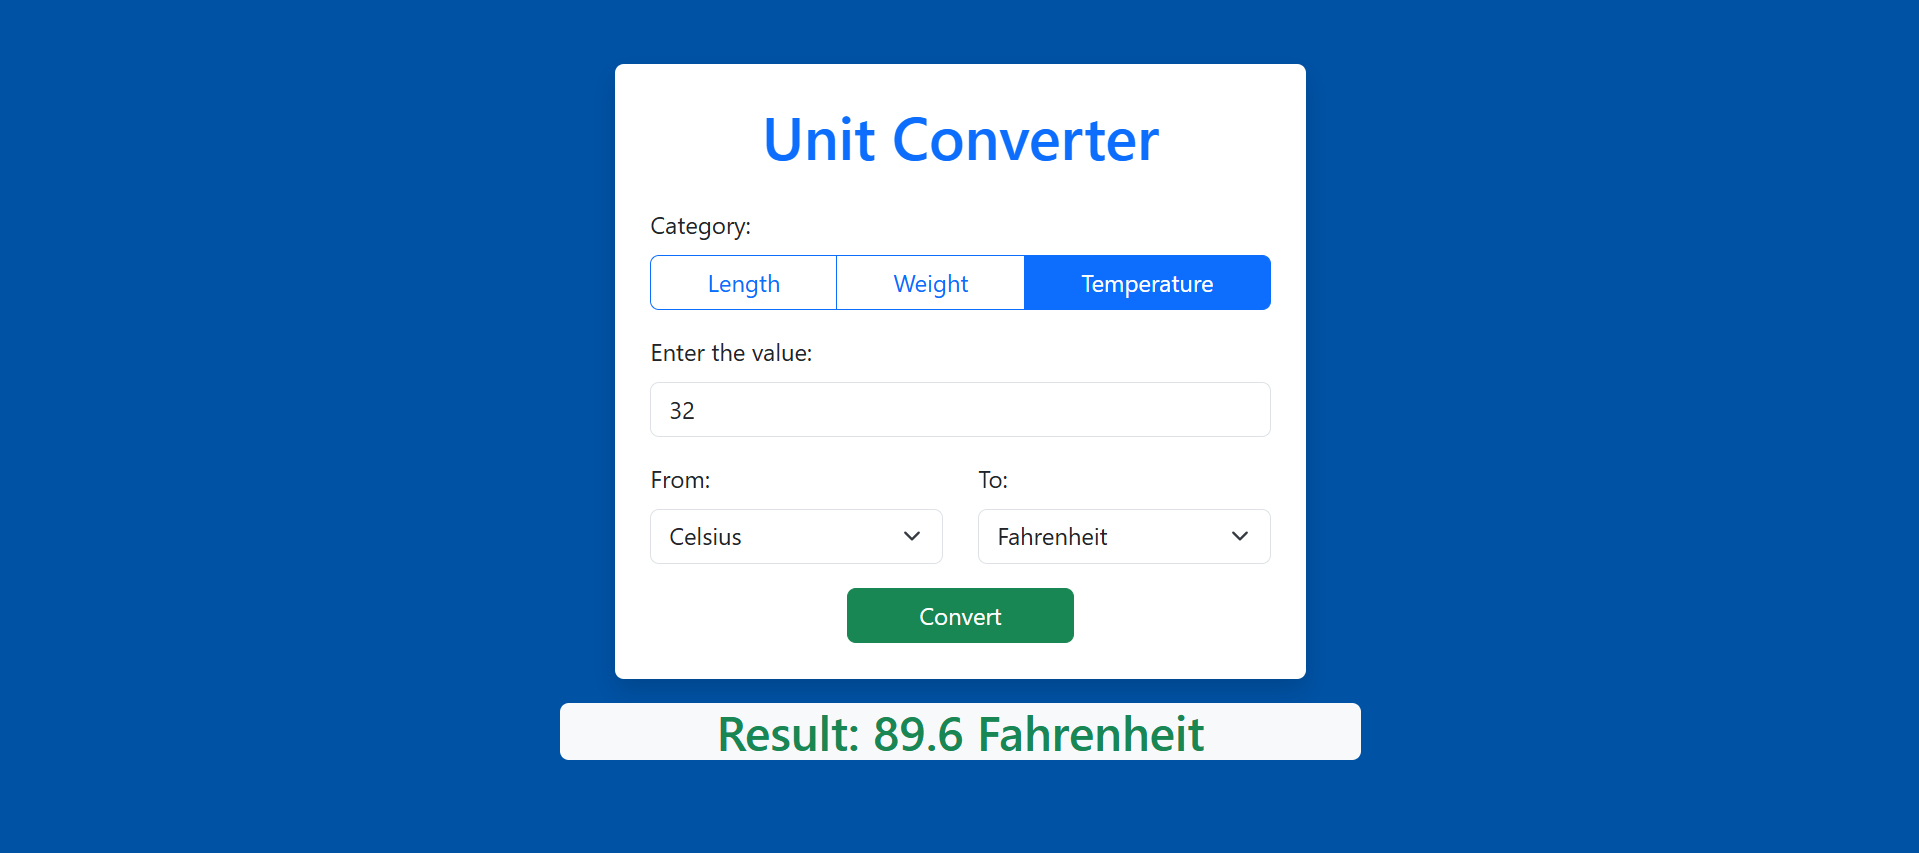 Unit Converter
Category:
Length Weight Temperature
Enter the value:
32
From: To:
Celsius Fahrenheit
Convert
Result: 89.6 Fahrenheit